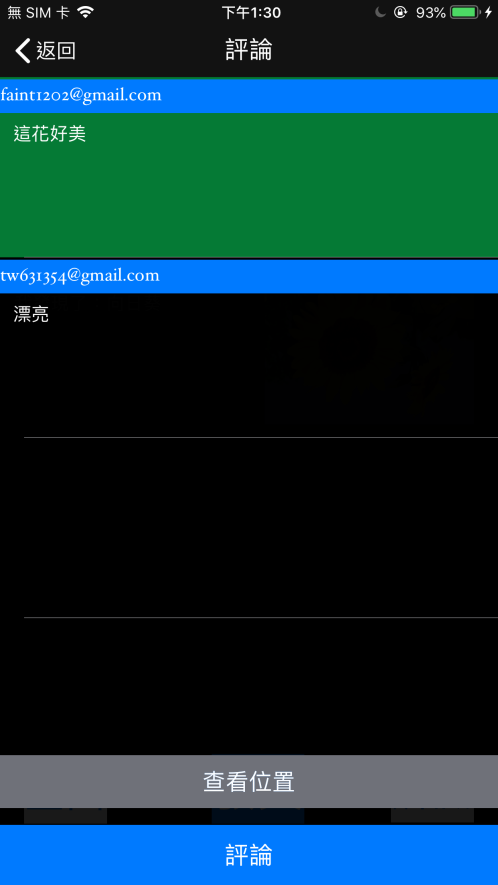 無 SIM 卡 下午1:30 93%
返回 評論
faint1202@gmail.com
這花好美
tw631354@gmail.com
漂亮
查看位置
評論